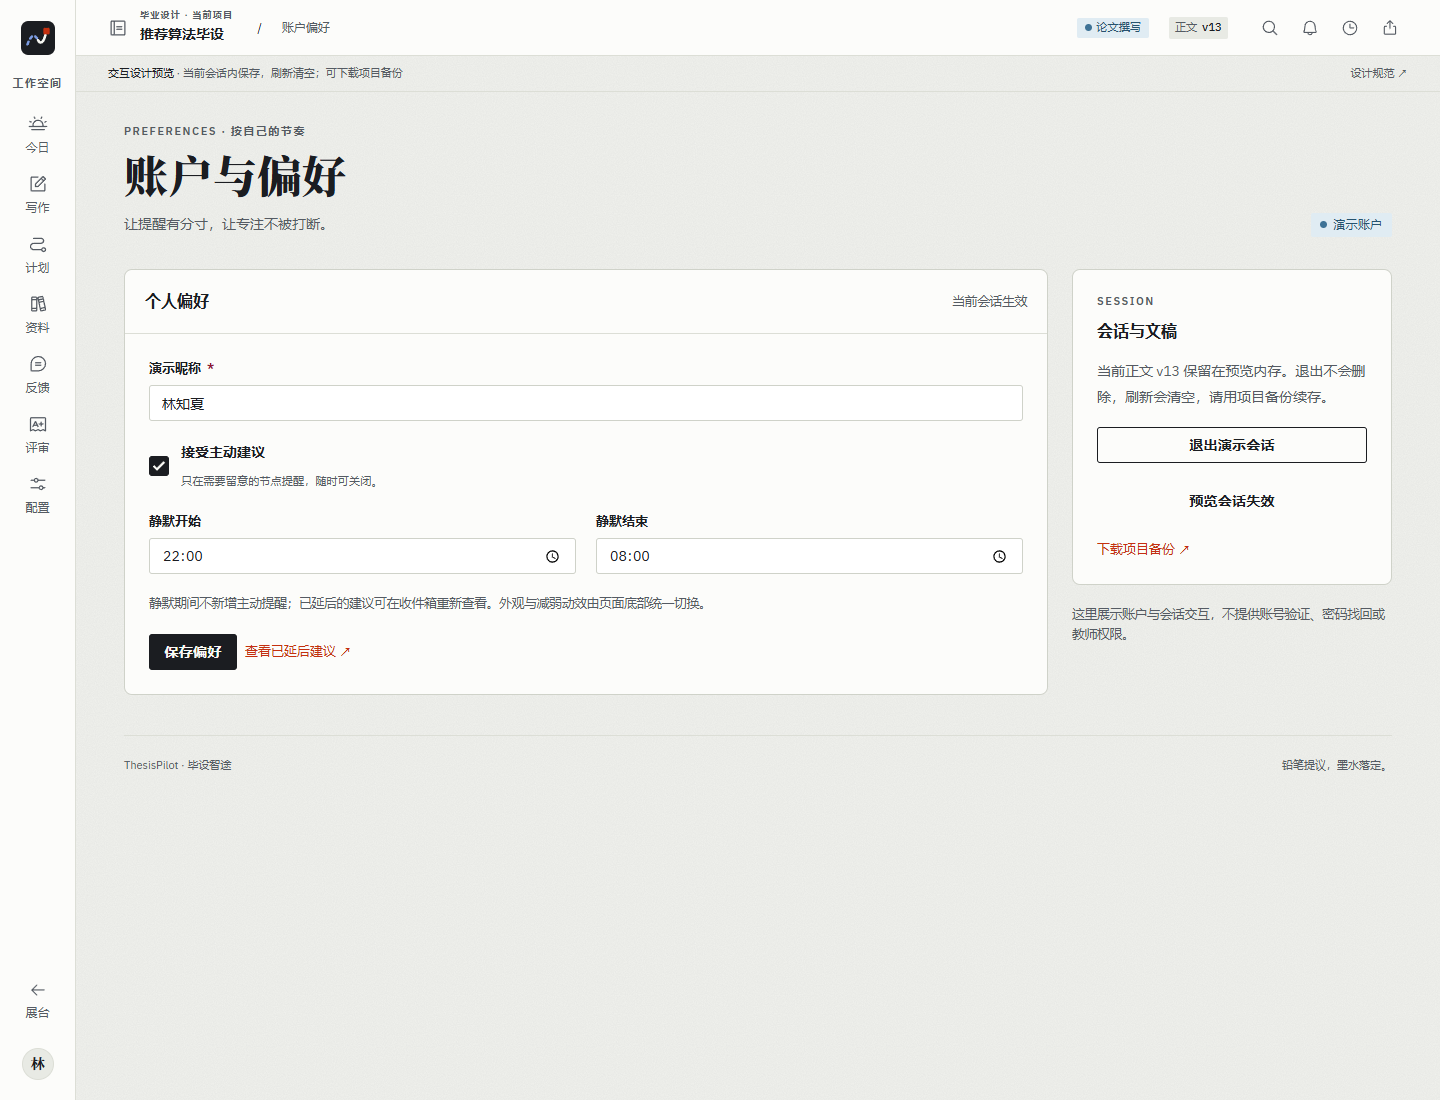 毕业设计 · 当前项目
推荐算法毕设
/
账户偏好
论文撰写
正文 v13
工作空间
今日
写作
计划
资料
反馈
评审
配置
展台
林
交互设计预览 · 当前会话内保存，刷新清空；可下载项目备份
设计规范 ↗
PREFERENCES · 按自己的节奏
账户与偏好
让提醒有分寸，让专注不被打断。
演示账户
个人偏好
当前会话生效
演示昵称 *
林知夏
接受主动建议
只在需要留意的节点提醒，随时可关闭。
静默开始
静默结束
22:00
08:00
静默期间不新增主动提醒；已延后的建议可在收件箱重新查看。外观与减弱动效由页面底部统一切换。
保存偏好
查看已延后建议 ↗
SESSION
会话与文稿
当前正文 v13 保留在预览内存。退出不会删
除，刷新会清空，请用项目备份续存。
退出演示会话
预览会话失效
下载项目备份 ↗
这里展示账户与会话交互，不提供账号验证、密码找回或
教师权限。
ThesisPilot · 毕设智途
铅笔提议，墨水落定。